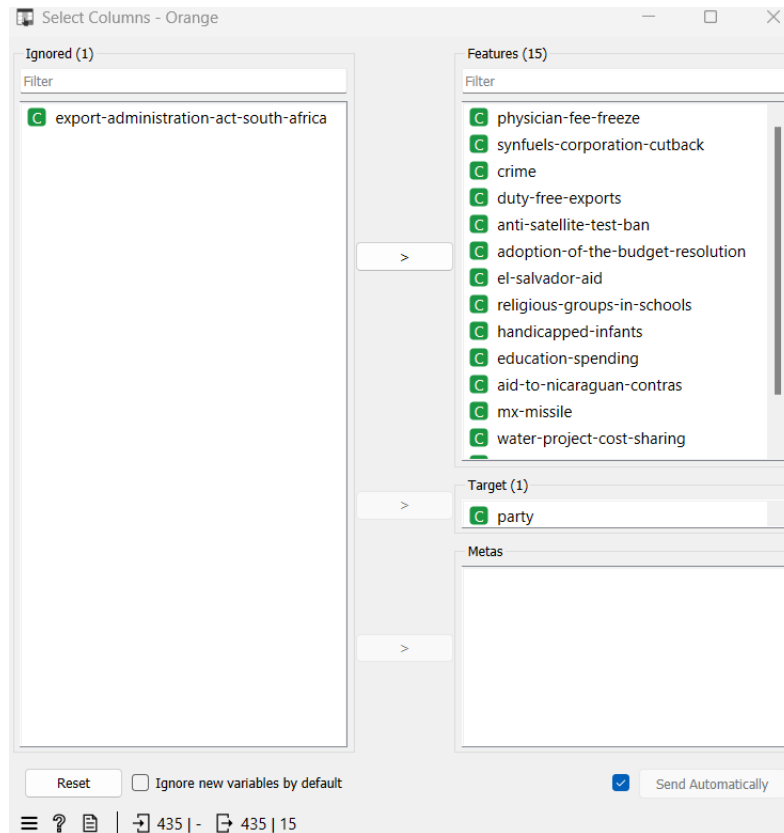 Select Columns - Orange
Ignored (1)
Filter
C export-administration-act-south-africa
>
>
>
Features (15)
Filter
C physician-fee-freeze
C synfuels-corporation-cutback
C crime
C duty-free-exports
C anti-satellite-test-ban
C adoption-of-the-budget-resolution
C el-salvador-aid
C religious-groups-in-schools
C handicapped-infants
C education-spending
C aid-to-nicaraguan-contras
C mx-missile
C water-project-cost-sharing
Target (1)
C party
Metas
Reset
Ignore new variables by default
Send Automatically
? 435 | - 435 | 15